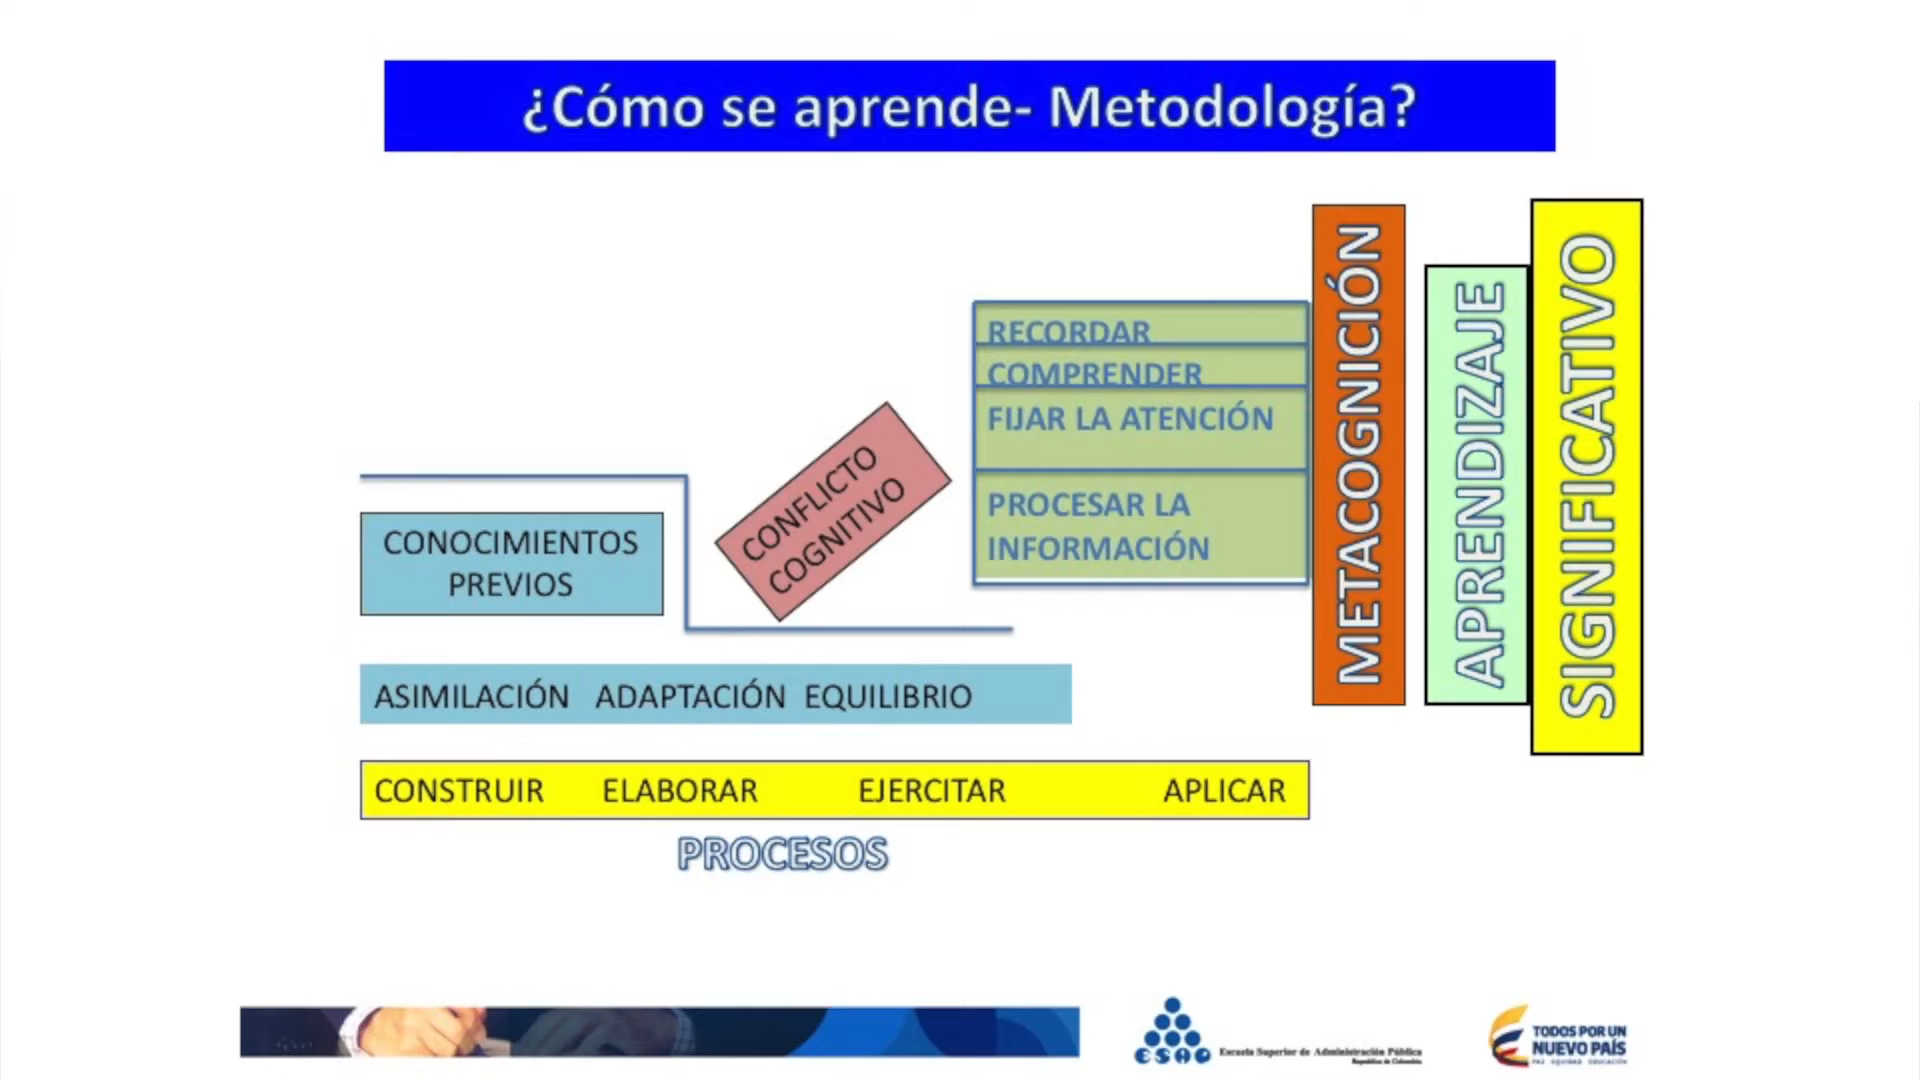 ¿Cómo se aprende- Metodología?
RECORDAR
COMPRENDER
FIJAR LA ATENCIÓN
PROCESAR LA
INFORMACIÓN
METACOGNICIÓN
APRENDIZAJE
SIGNIFICATIVO
CONFLICTO
COGNITIVO
CONOCIMIENTOS
PREVIOS
ASIMILACIÓN ADAPTACIÓN EQUILIBRIO
CONSTRUIR ELABORAR EJERCITAR APLICAR
PROCESOS
ESAP
Escuela Superior de Administración Pública
República de Colombia
TODOS POR UN
NUEVO PAÍS
PAZ EQUIDAD EDUCACIÓN